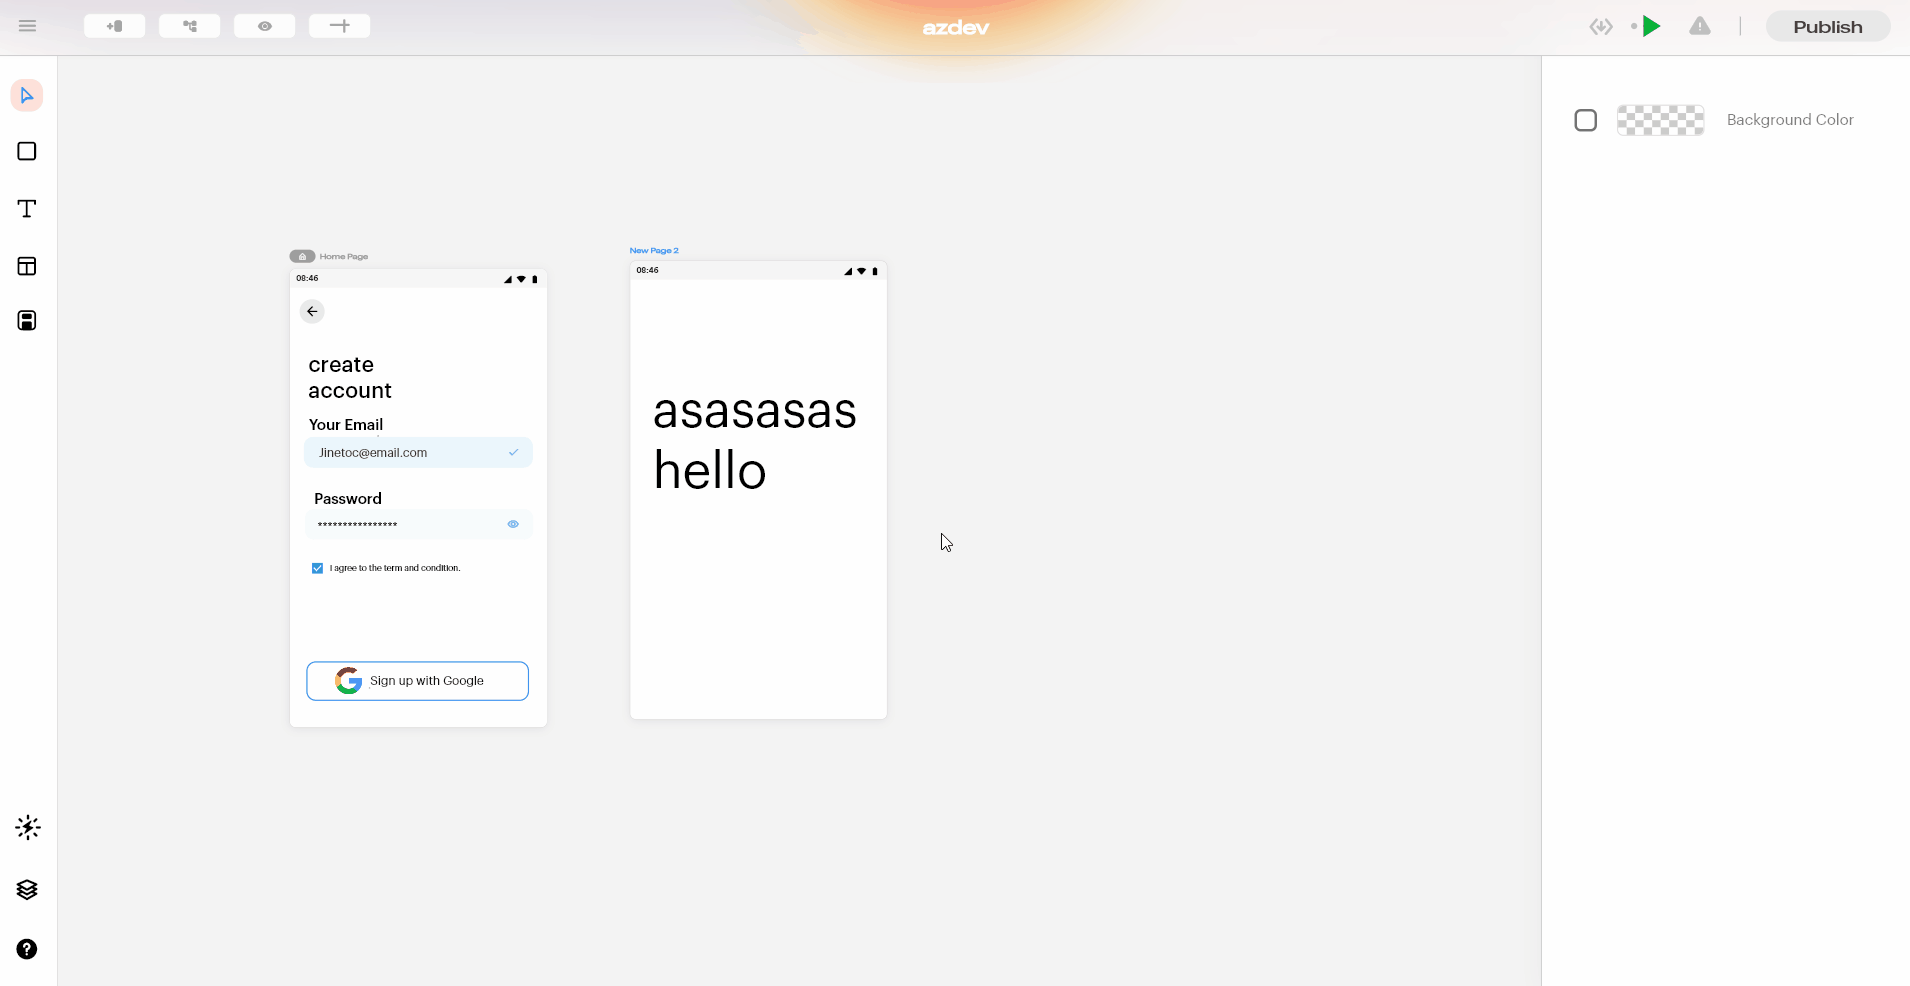 azdev
Publish
Background Color
Home Page
08:46
create
account
Your Email
Jinetoc@email.com
Password
****************
I agree to the term and condition.
Sign up with Google
New Page 2
08:46
asasasas
hello